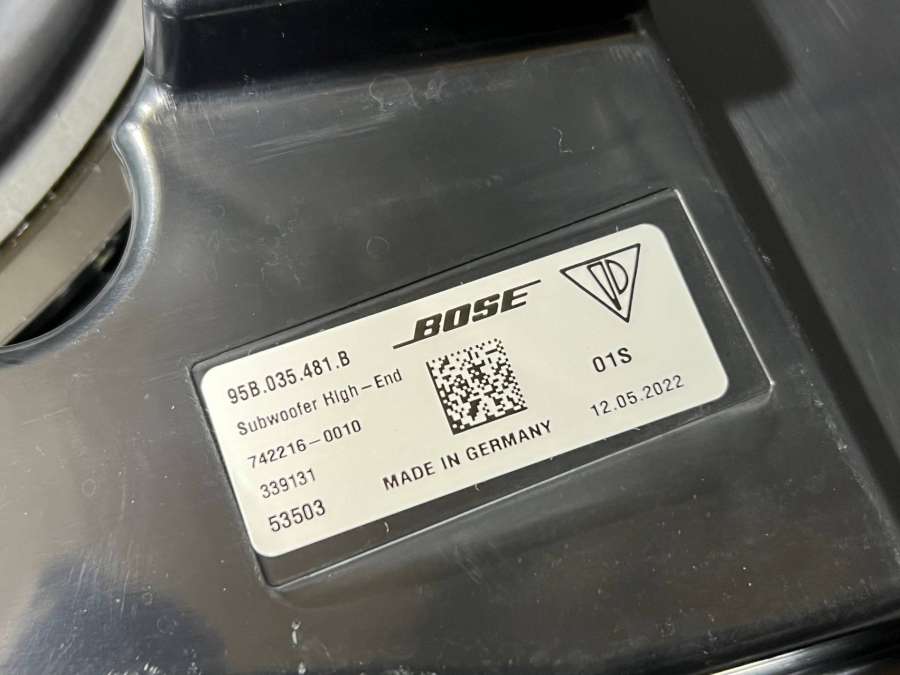 BOSE
95B.035.481.B
Subwoofer High-End
742216-0010
339131
53503
MADE IN GERMANY
01S
12.05.2022